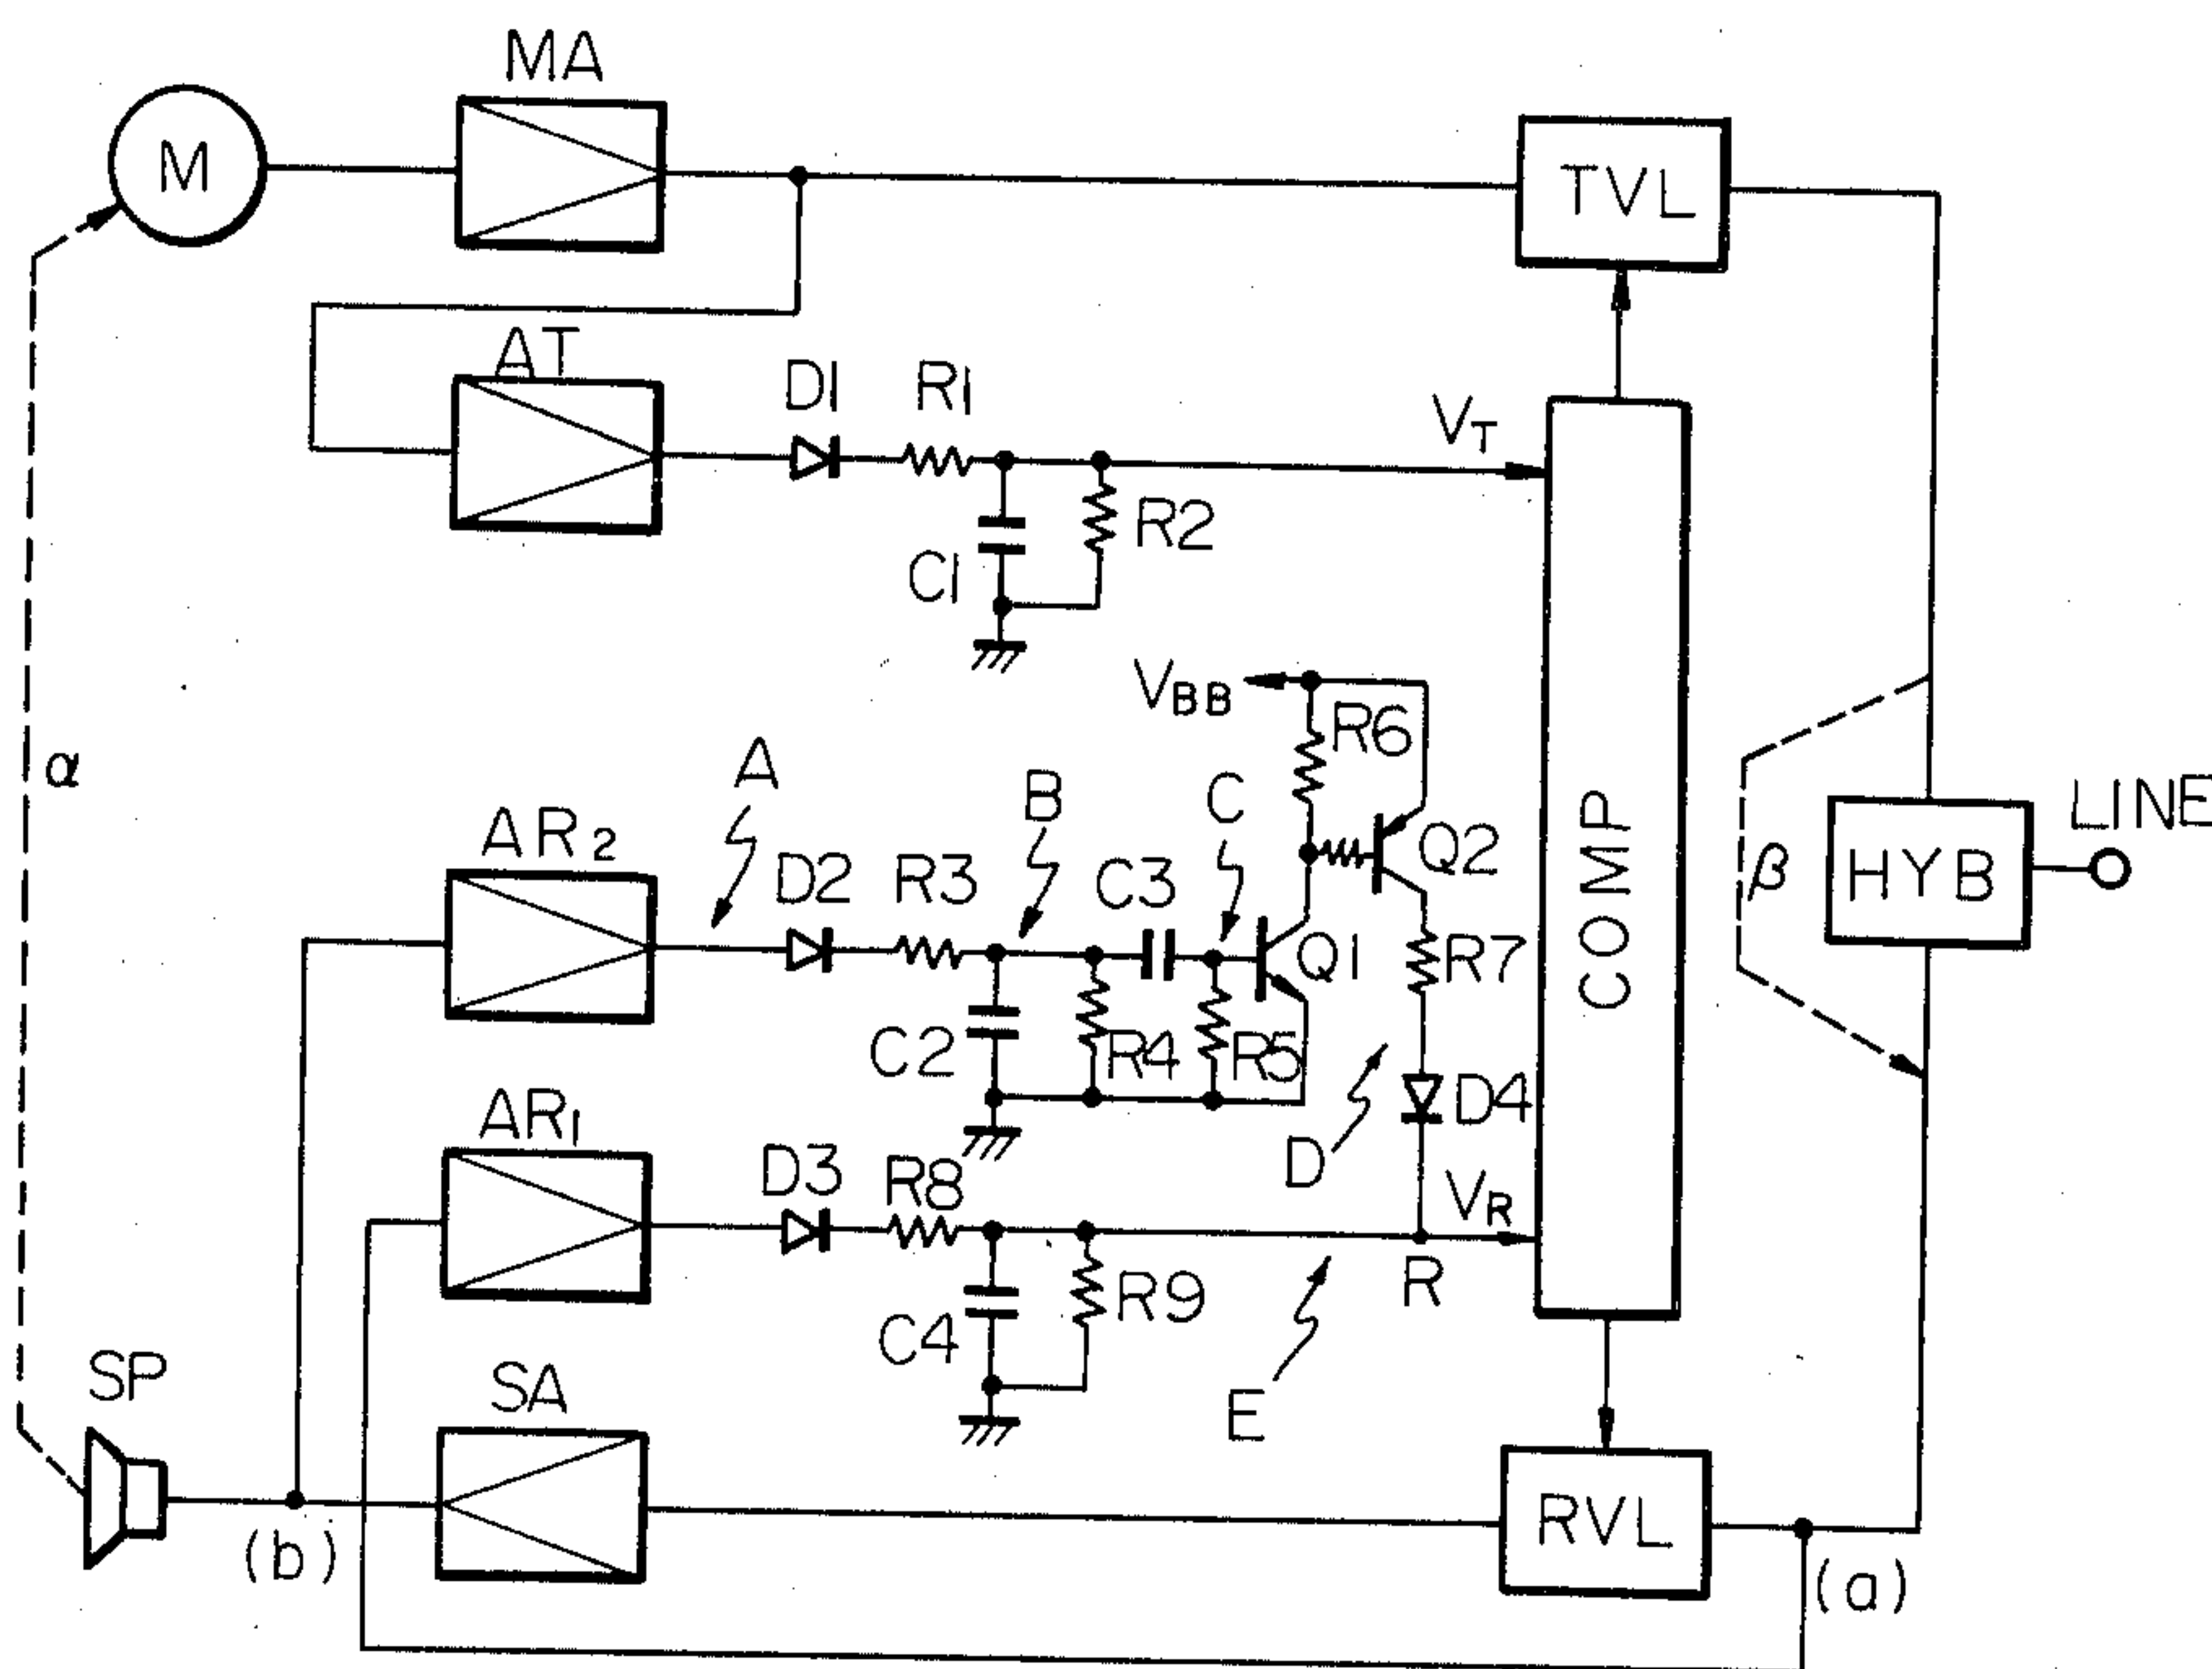 MA
M
TVL
AT
D1
R1
VT
R2
C1
VBB
R6
α
A
B
C
COMP
LINE
AR2
D2
R3
C3
Q2
β
HYB
Q1
R7
C2
R4
R5
D4
AR1
D
D3
R8
VR
R
R9
C4
SP
SA
E
RVL
(b)
(a)